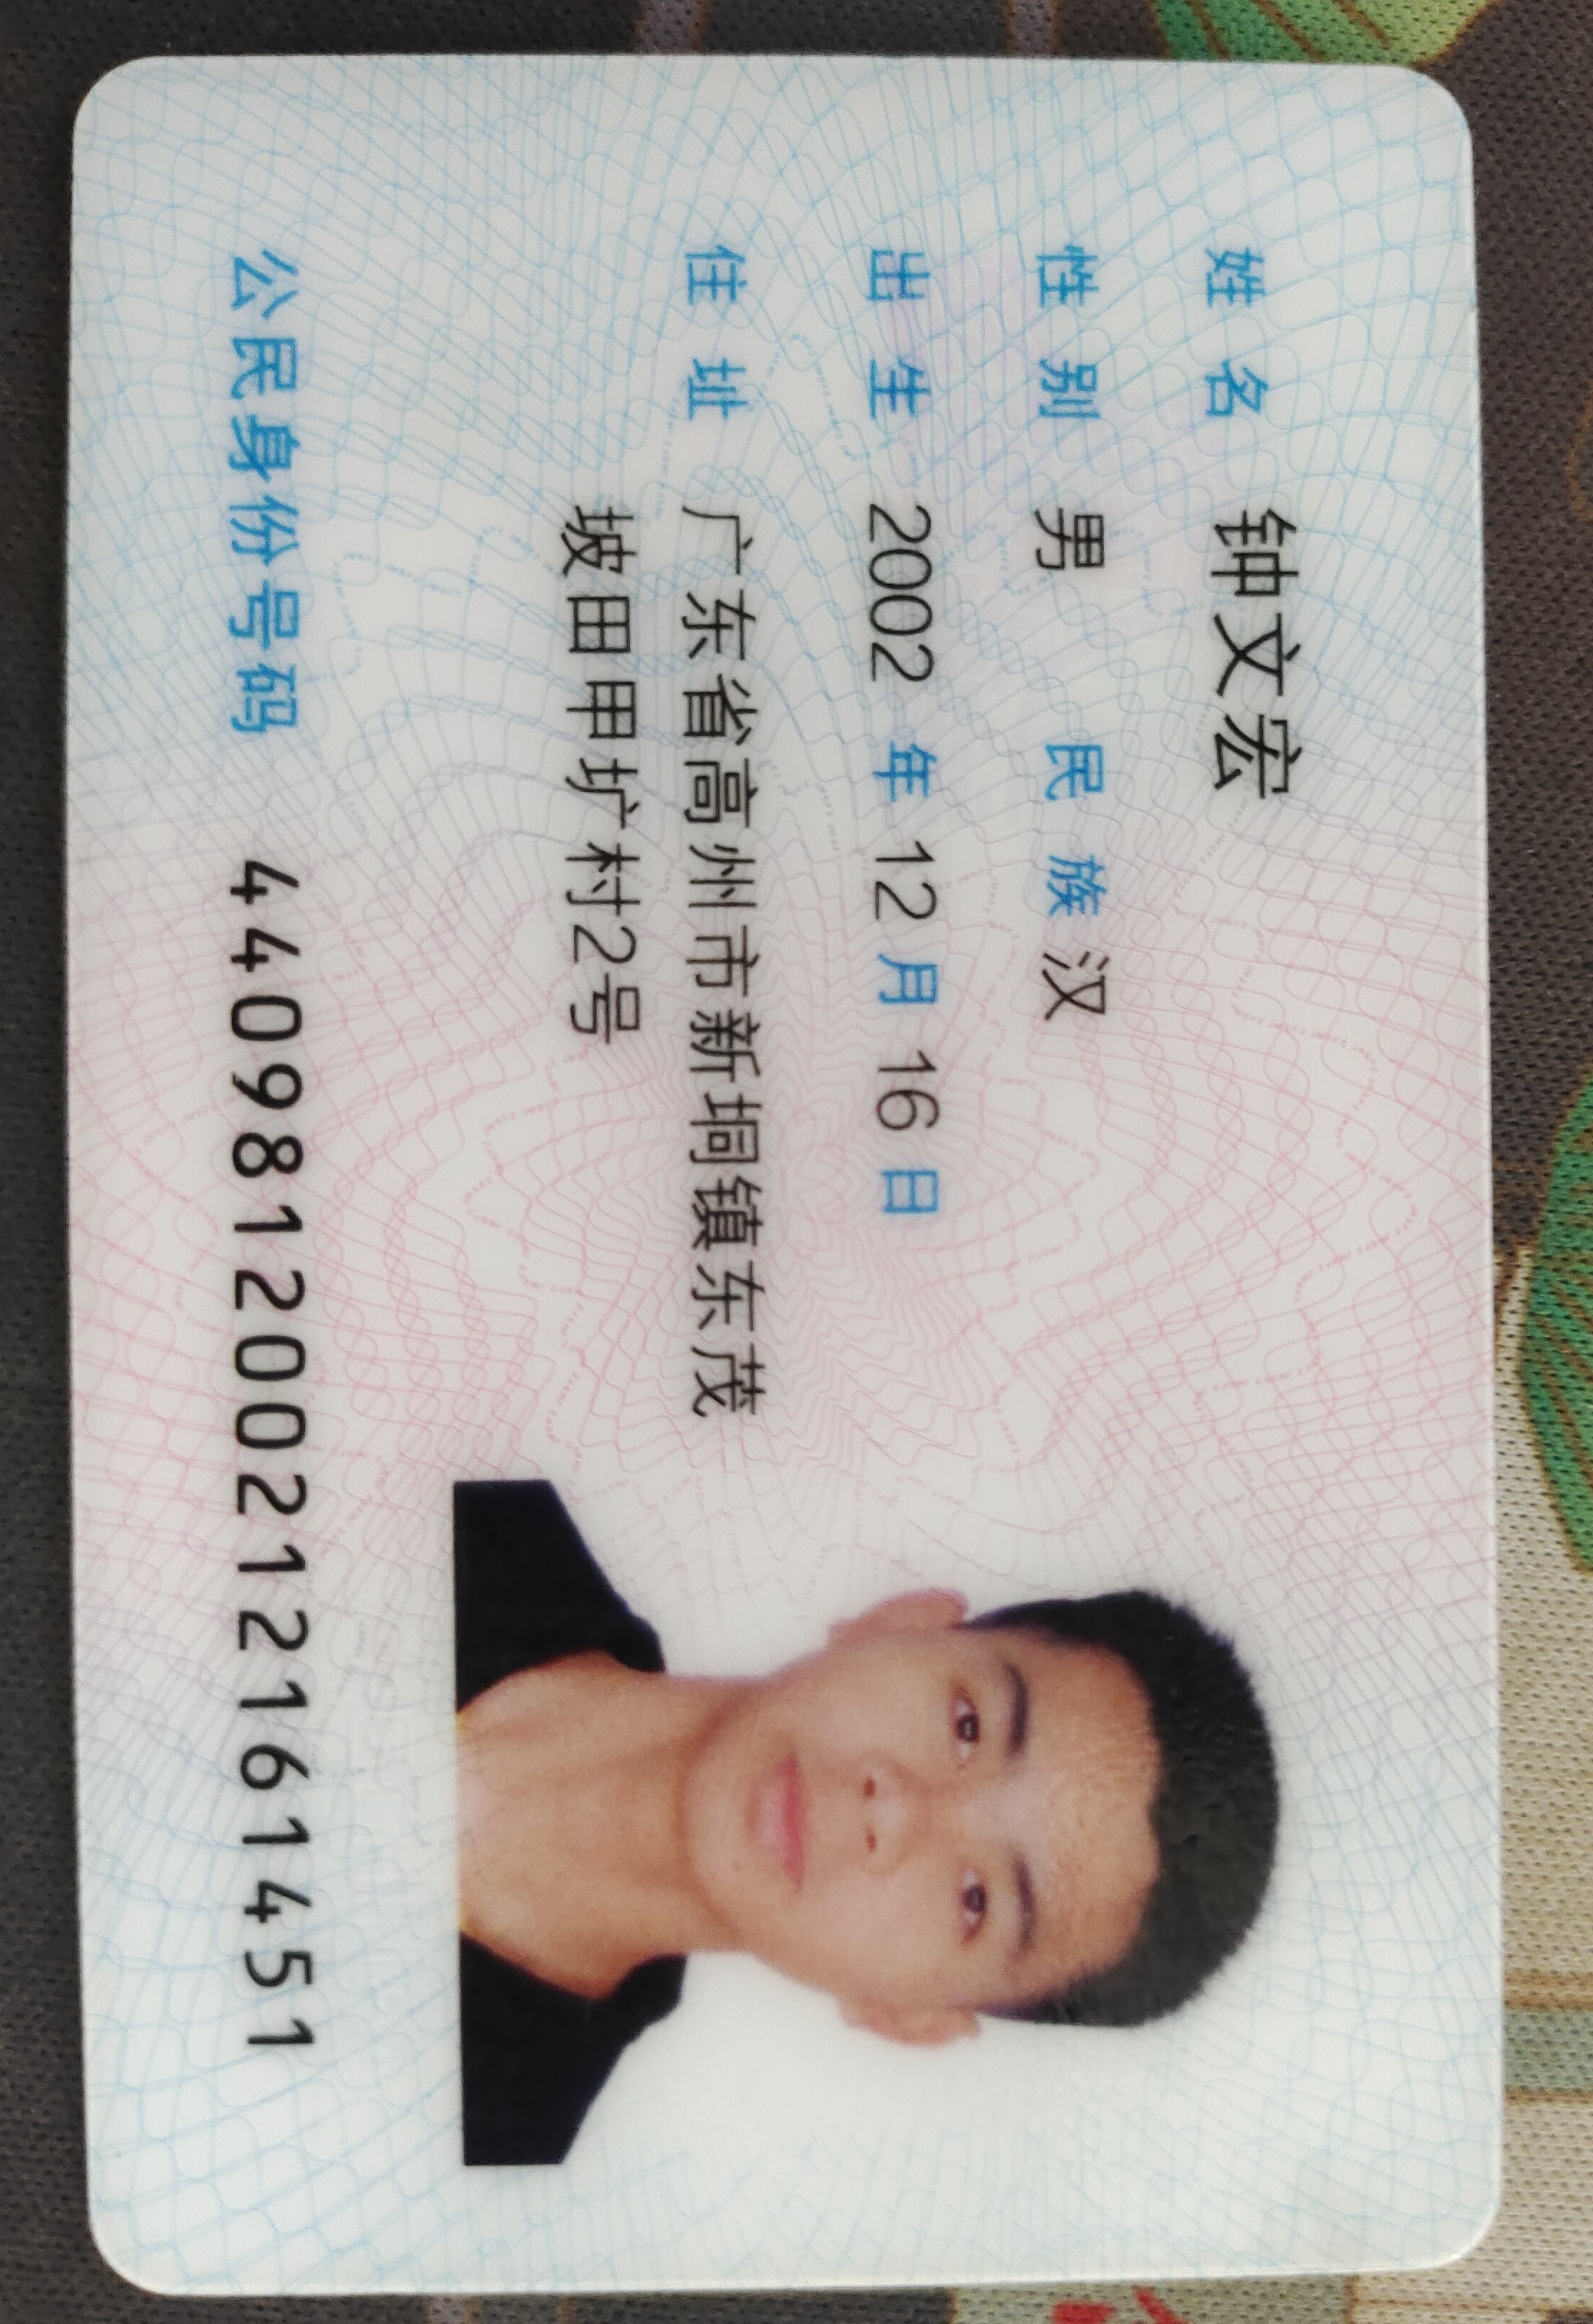 姓名 钟文宏
性别 男 民族 汉
出生 2002 年 12 月 16 日
住址 广东省高州市新垌镇东茂
坡田甲圹村2号
公民身份号码 440981200212161451